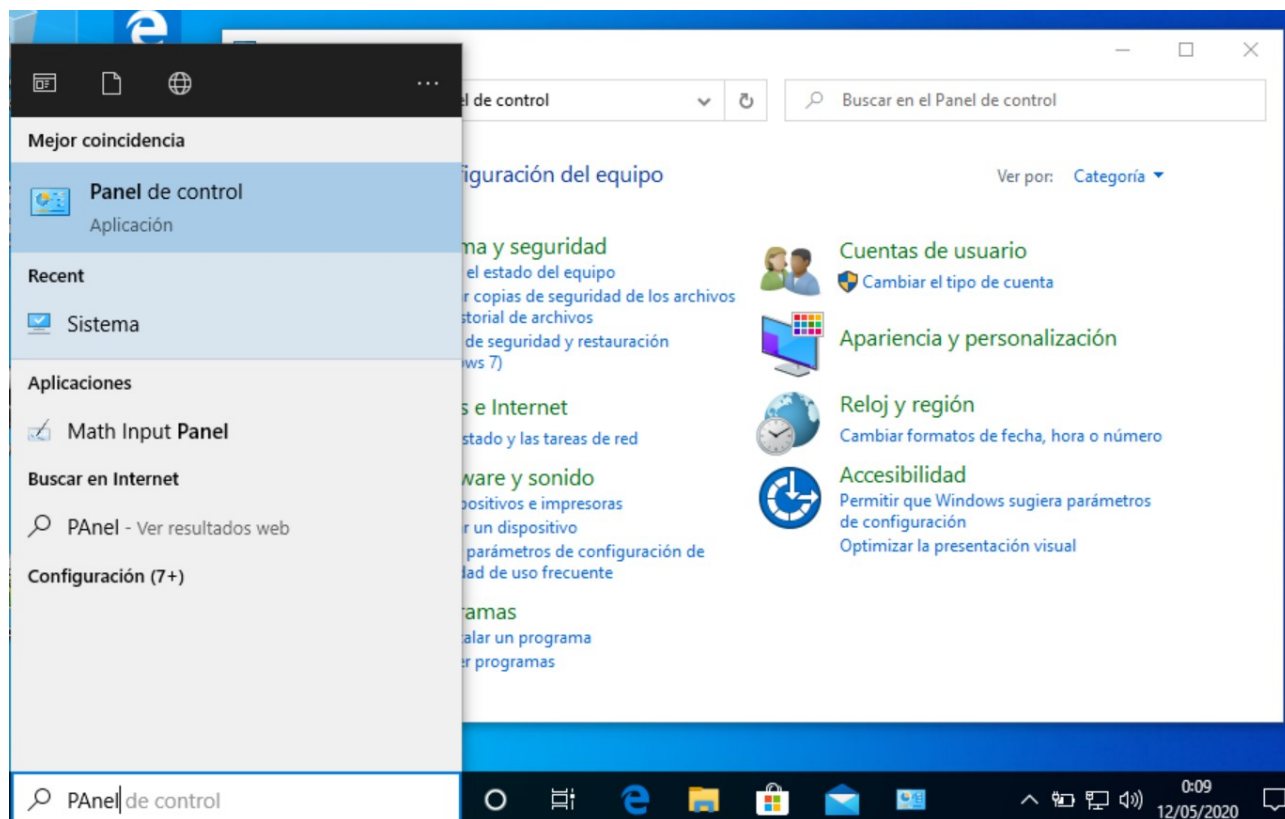 Mejor coincidencia
Panel de control
Aplicación
Recent
Sistema
Aplicaciones
Math Input Panel
Buscar en Internet
PAnel - Ver resultados web
Configuración (7+)
PAnel de control
el de control
Buscar en el Panel de control
figuración del equipo
Ver por: Categoría
ma y seguridad
el estado del equipo
r copias de seguridad de los archivos
storial de archivos
de seguridad y restauración
ows 7)
s e Internet
stado y las tareas de red
ware y sonido
positivos e impresoras
r un dispositivo
parámetros de configuración de
dad de uso frecuente
ramas
talar un programa
er programas
Cuentas de usuario
Cambiar el tipo de cuenta
Apariencia y personalización
Reloj y región
Cambiar formatos de fecha, hora o número
Accesibilidad
Permitir que Windows sugiera parámetros
de configuración
Optimizar la presentación visual
0:09
12/05/2020